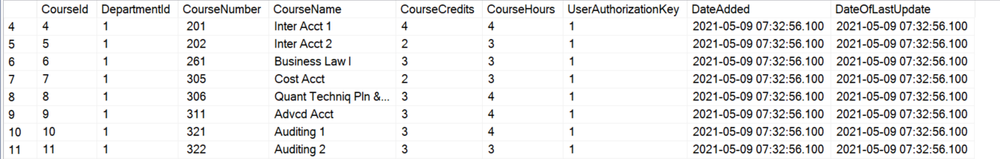 CourseId DepartmentId CourseNumber CourseName CourseCredits CourseHours UserAuthorizationKey DateAdded DateOfLastUpdate
4 4 1 201 Inter Acct 1 4 4 1 2021-05-09 07:32:56.100 2021-05-09 07:32:56.100
5 5 1 202 Inter Acct 2 2 3 1 2021-05-09 07:32:56.100 2021-05-09 07:32:56.100
6 6 1 261 Business Law I 3 3 1 2021-05-09 07:32:56.100 2021-05-09 07:32:56.100
7 7 1 305 Cost Acct 2 3 1 2021-05-09 07:32:56.100 2021-05-09 07:32:56.100
8 8 1 306 Quant Techniq Pln &... 3 4 1 2021-05-09 07:32:56.100 2021-05-09 07:32:56.100
9 9 1 311 Advcd Acct 3 4 1 2021-05-09 07:32:56.100 2021-05-09 07:32:56.100
10 10 1 321 Auditing 1 3 4 1 2021-05-09 07:32:56.100 2021-05-09 07:32:56.100
11 11 1 322 Auditing 2 3 3 1 2021-05-09 07:32:56.100 2021-05-09 07:32:56.100